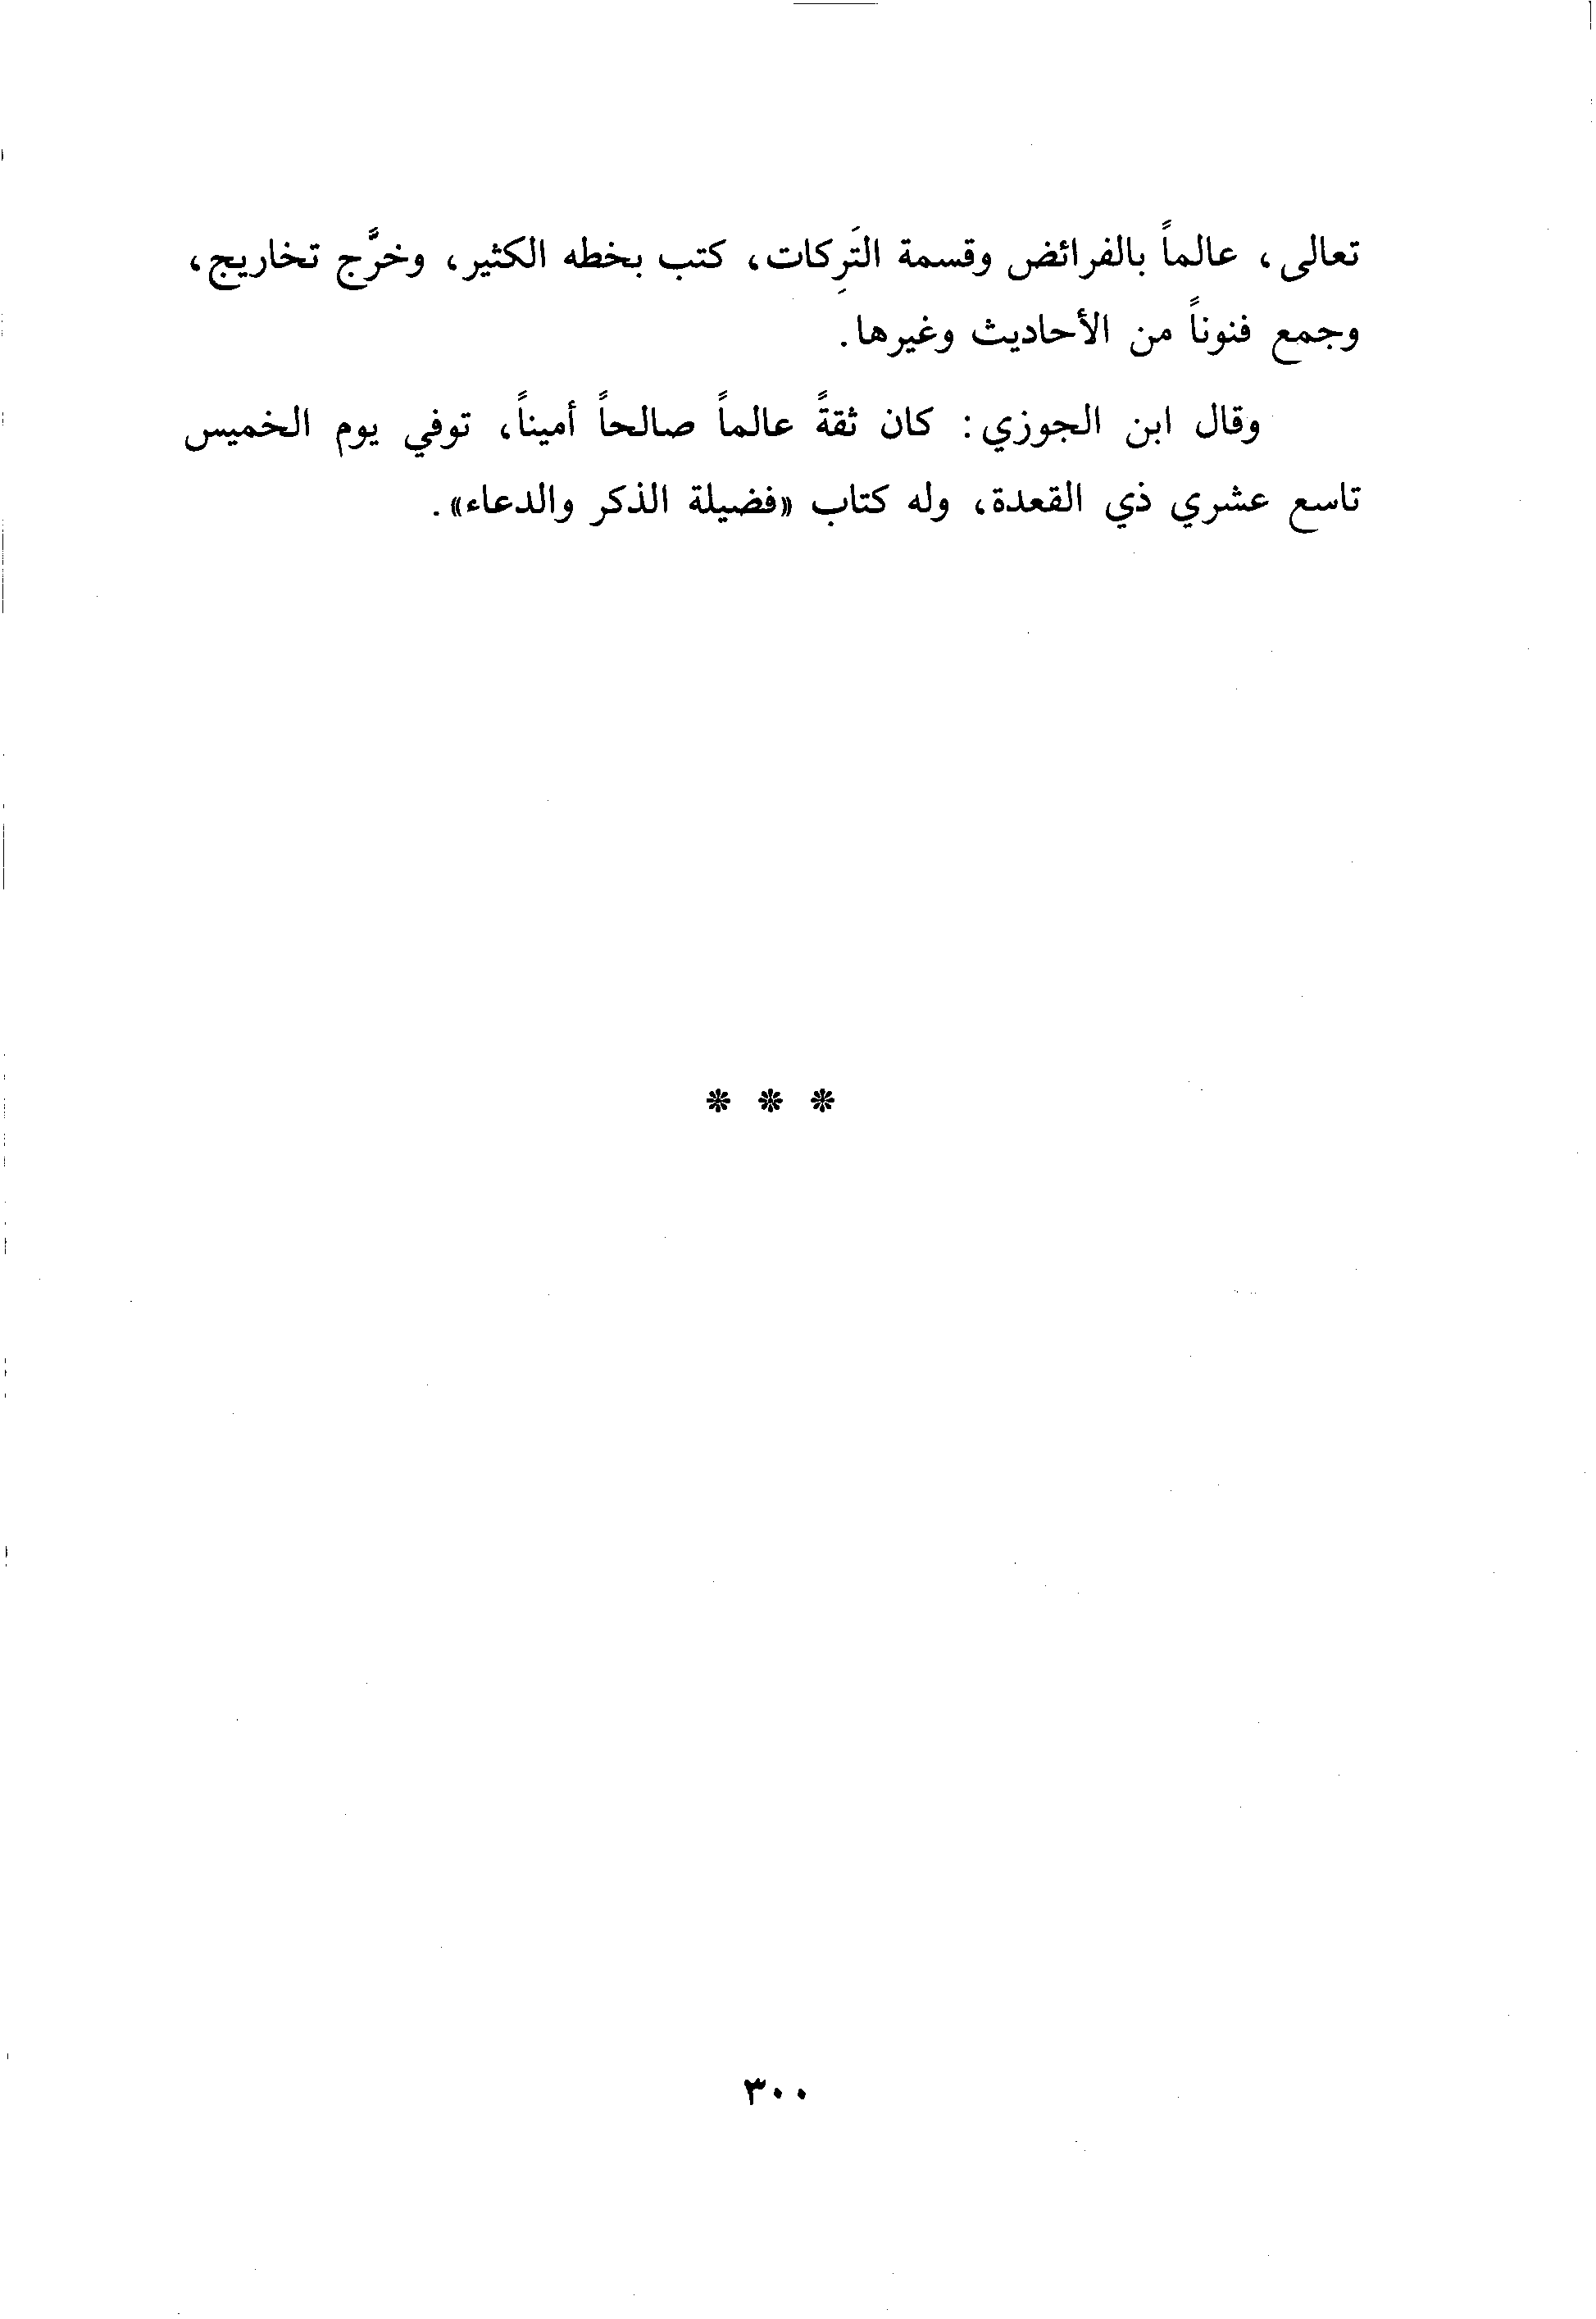 تعالى، عالماً بالفرائض وقسمة التَرِكات، كتب بخطه الكثير، وخرَّج تخاريج،
وجمع فنوناً من الأحاديث وغيرها.
وقال ابن الجوزي: كان ثقةً عالماً صالحاً أميناً، توفي يوم الخميس
تاسع عشري ذي القعدة، وله كتاب «فضيلة الذكر والدعاء».
* * *
٣٠٠